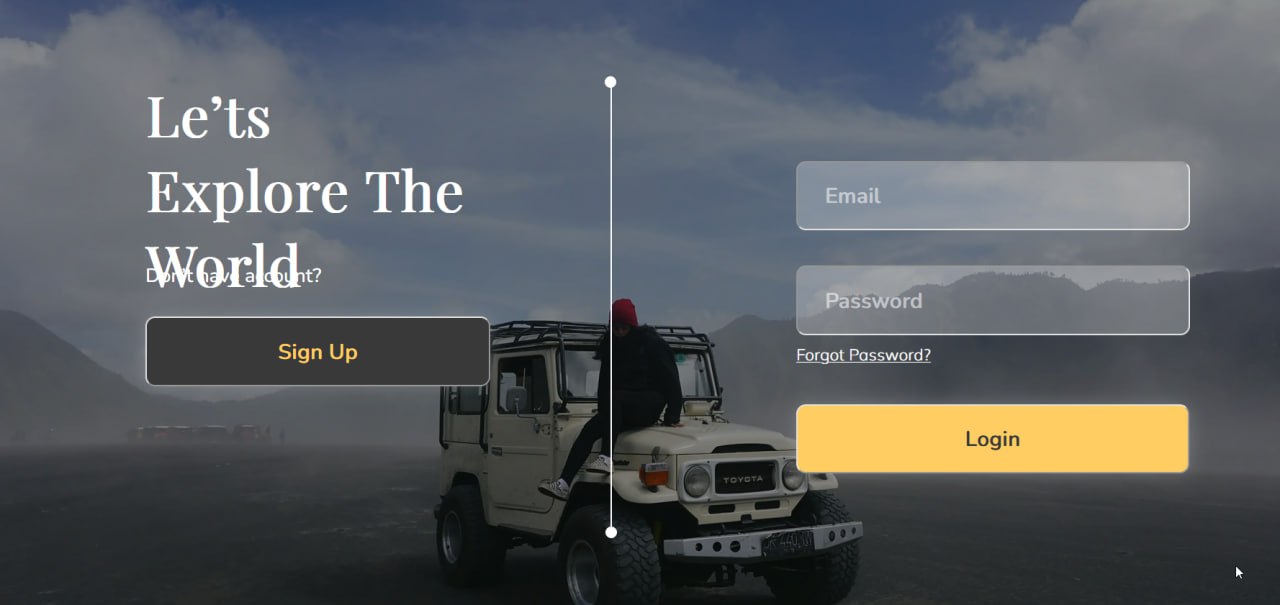 Le’ts
Explore The
World
Don't have account?
Sign Up
Email
Password
Forgot Password?
Login
TOYOTA